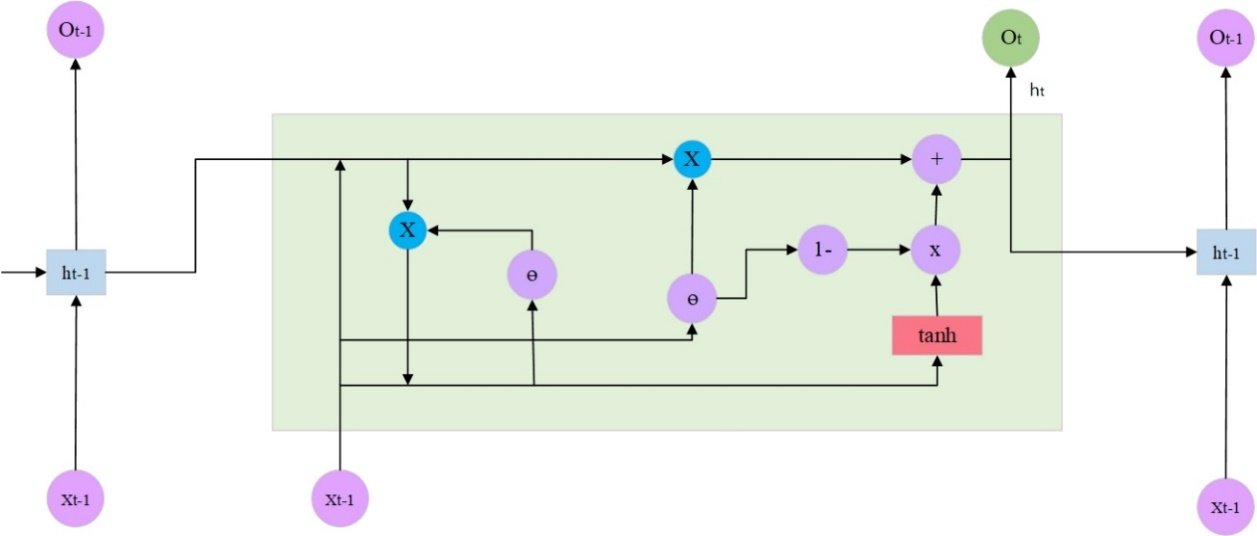 Ot-1
Ot
Ot-1
ht
X
X
+
X
ɵ
1-
x
ht-1
ɵ
ht-1
tanh
Xt-1
Xt-1
Xt-1